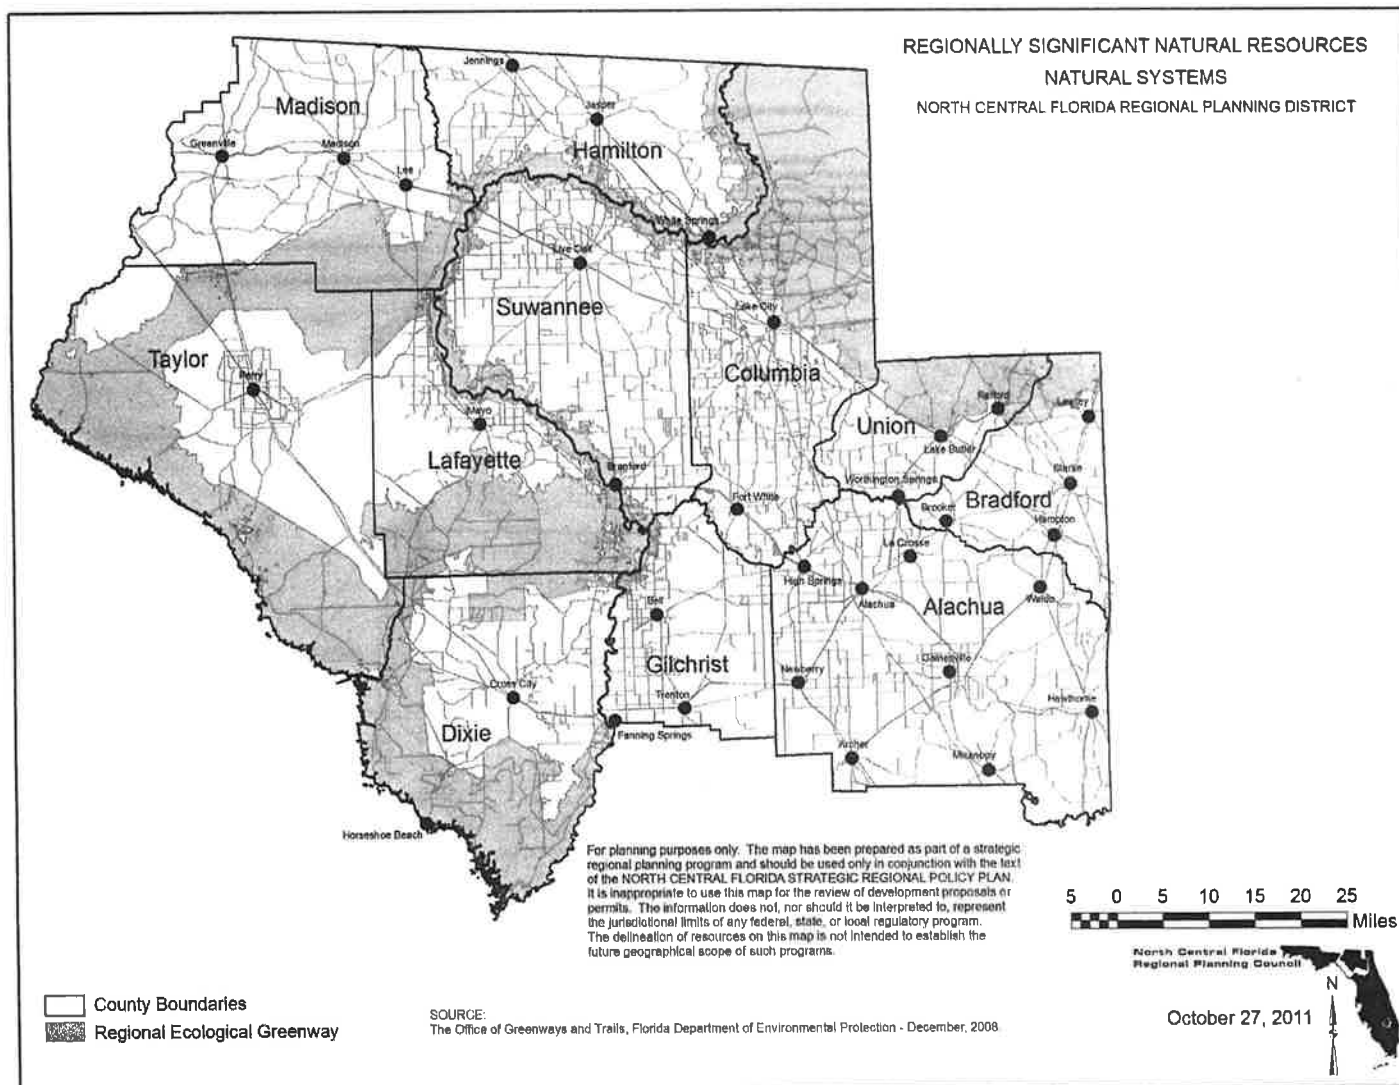 REGIONALLY SIGNIFICANT NATURAL RESOURCES
NATURAL SYSTEMS
NORTH CENTRAL FLORIDA REGIONAL PLANNING DISTRICT
Jennings
Madison
Jasper
Hamilton
Greenville
Madison
Lee
White Springs
Live Oak
Suwannee
Lake City
Taylor
Perry
Columbia
Mayo
Raiford
Lawtey
Union
Lake Butler
Lafayette
Branford
Starke
Worthington Springs
Fort White
Bradford
Brooker
Hampton
La Crosse
High Springs
Alachua
Alachua
Waldo
Bell
Gilchrist
Gainesville
Newberry
Cross City
Trenton
Hawthorne
Dixie
Fanning Springs
Archer
Micanopy
Horseshoe Beach
For planning purposes only. The map has been prepared as part of a strategic
regional planning program and should be used only in conjunction with the text
of the NORTH CENTRAL FLORIDA STRATEGIC REGIONAL POLICY PLAN.
It is inappropriate to use this map for the review of development proposals or
permits. The information does not, nor should it be interpreted to, represent
the jurisdictional limits of any federal, state, or local regulatory program.
The delineation of resources on this map is not intended to establish the
future geographical scope of such programs.
5 0 5 10 15 20 25
Miles
North Central Florida
Regional Planning Council
N
County Boundaries
Regional Ecological Greenway
SOURCE:
The Office of Greenways and Trails, Florida Department of Environmental Protection - December, 2008
October 27, 2011